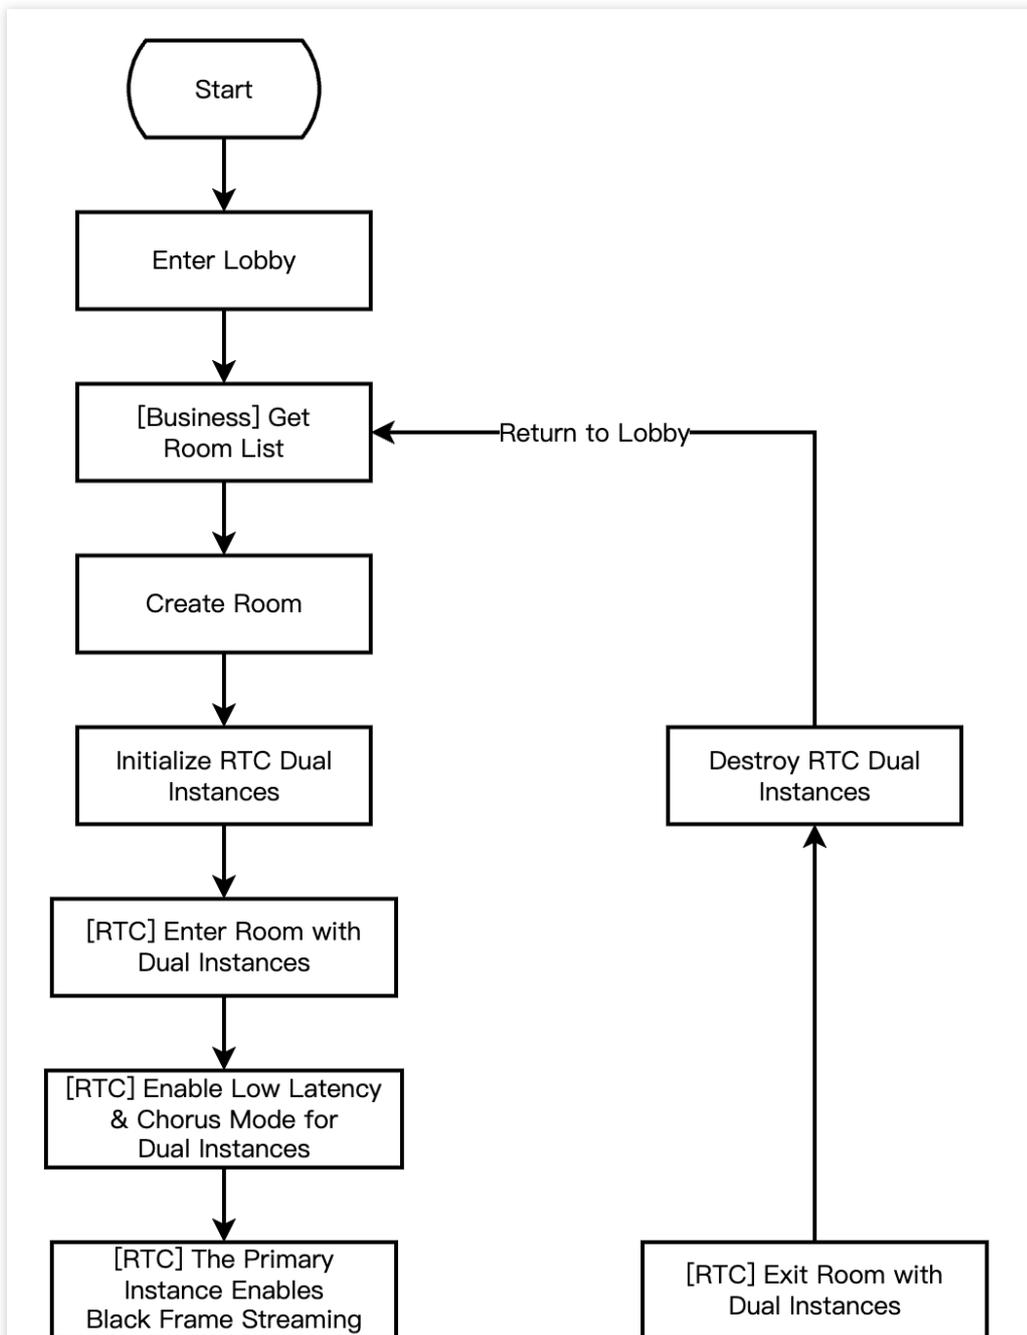 Start
Enter Lobby
[Business] Get
Room List
Return to Lobby
Create Room
Initialize RTC Dual
Instances
Destroy RTC Dual
Instances
[RTC] Enter Room with
Dual Instances
[RTC] Enable Low Latency
& Chorus Mode for
Dual Instances
[RTC] The Primary
Instance Enables
Black Frame Streaming
[RTC] Exit Room with
Dual Instances